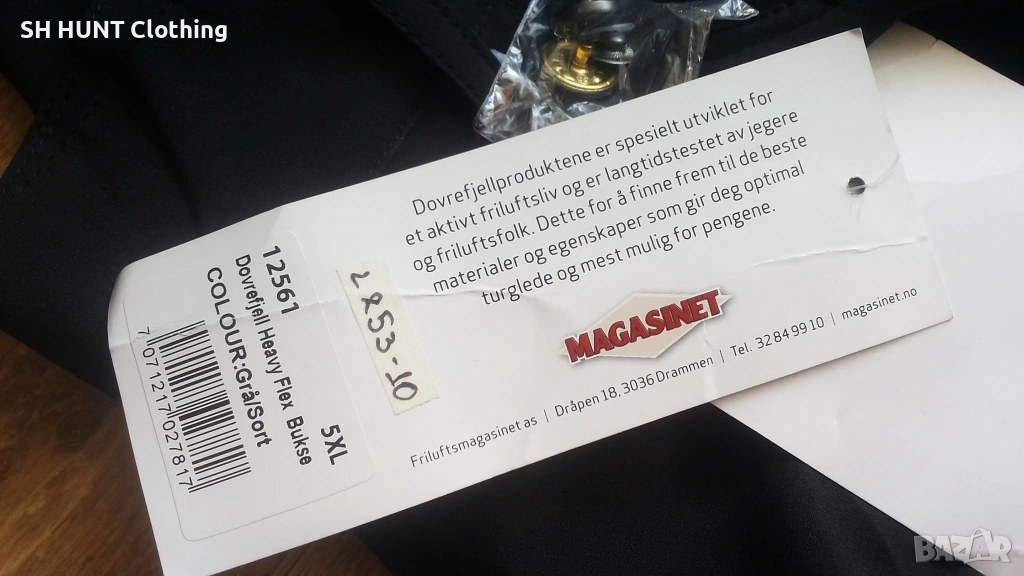 SH HUNT Clothing
Dovrefjellproduktene er spesielt utviklet for
et aktivt friluftsliv og er langtidstestet av jegere
og friluftsfolk. Dette for å finne frem til de beste
materialer og egenskaper som gir deg optimal
turglede og mest mulig for pengene.
MAGASINET
Friluftsmagasinet as | Dråpen 18, 3036 Drammen | Tel. 32 84 99 10 | magasinet.no
12561
Dovrefjell Heavy Flex Bukse
5XL
COLOUR:Grå/Sort
7 071217 027817
2853-10
BAZAR